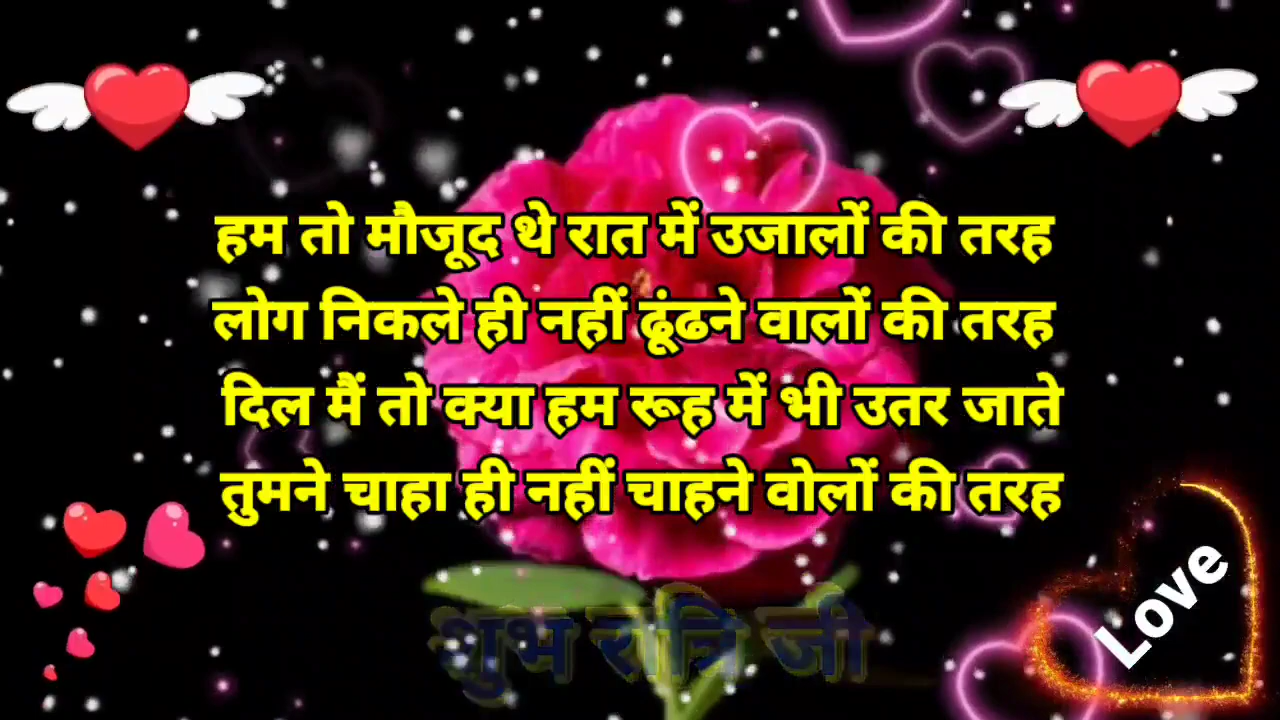 हम तो मौजूद थे रात में उजालों की तरह
लोग निकले ही नहीं ढूंढने वालों की तरह
दिल मैं तो क्या हम रूह में भी उतर जाते
तुमने चाहा ही नहीं चाहने वोलों की तरह
शुभ रात्रि जी
Love